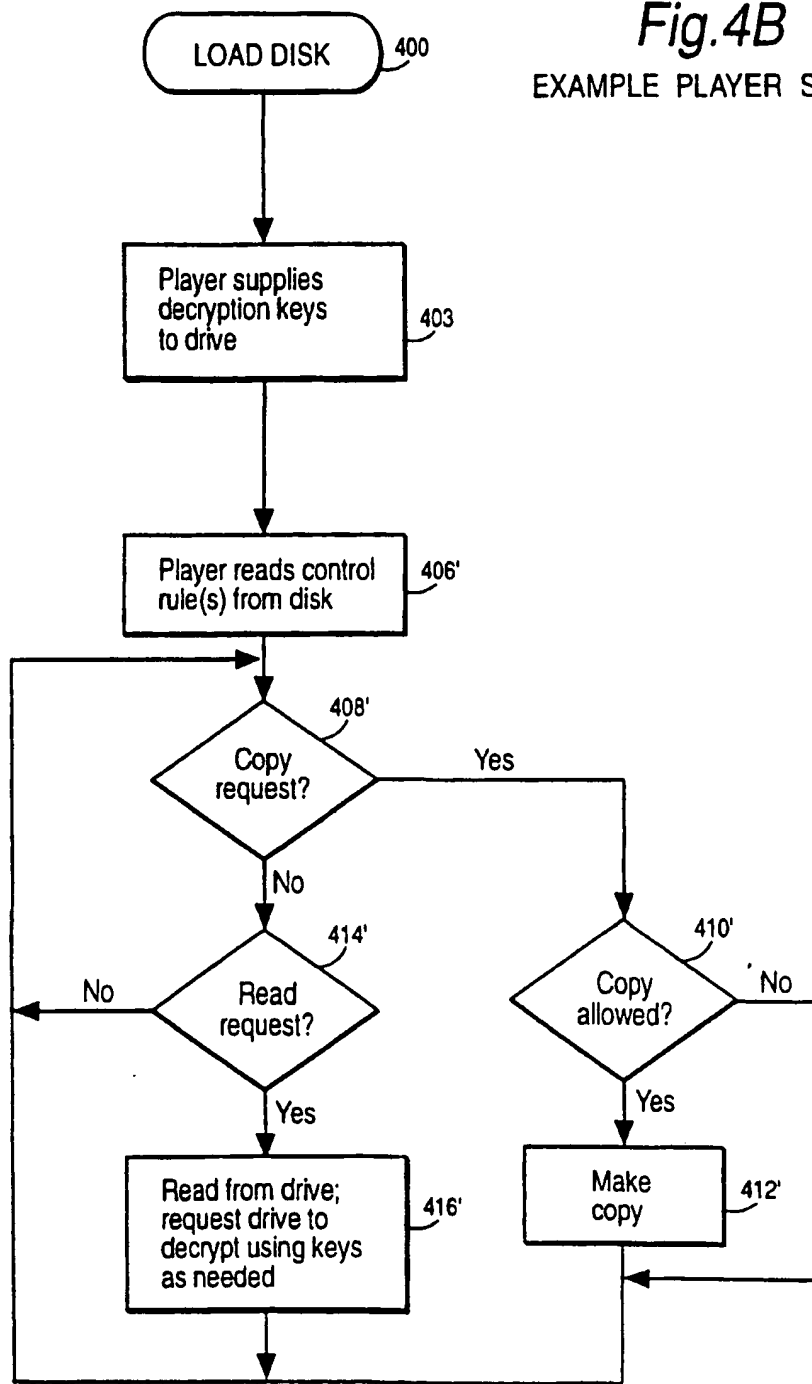 Fig.4B
EXAMPLE PLAYER
LOAD DISK
400
Player supplies
decryption keys
to drive
403
Player reads control
rule(s) from disk
406'
408'
Copy
request?
Yes
No
414'
Read
request?
No
Yes
410'
Copy
allowed?
No
Yes
Read from drive;
request drive to
decrypt using keys
as needed
416'
Make
copy
412'